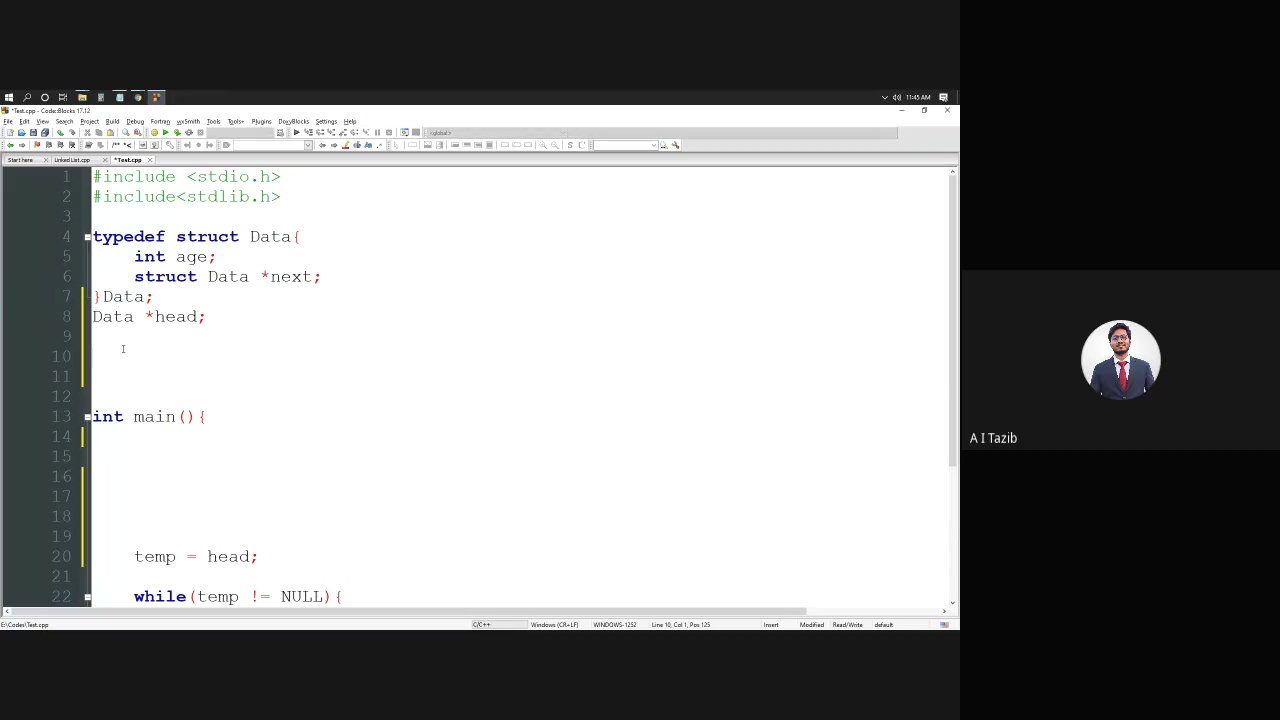 11:45 AM
*Test.cpp - Code::Blocks 17.12
File Edit View Search Project Build Debug Fortran wxSmith Tools Tools+ Plugins DoxyBlocks Settings Help
<global>
Start here Linked List.cpp *Test.cpp
1 #include <stdio.h>
2 #include<stdlib.h>
3
4 typedef struct Data{
5 int age;
6 struct Data *next;
7 }Data;
8 Data *head;
9
10
11
12
13 int main(){
14
15
16
17
18
19
20 temp = head;
21
22 while(temp != NULL){
E:\Codes\Test.cpp C/C++ Windows (CR+LF) WINDOWS-1252 Line 10, Col 1, Pos 125 Insert Modified Read/Write default
A I Tazib